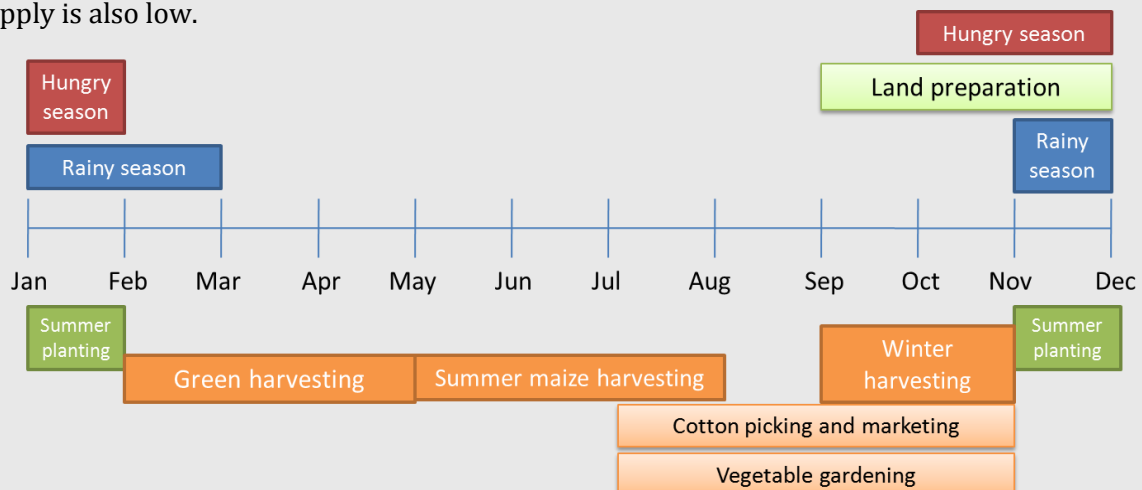 pply is also low.
Hungry season
Land preparation
Hungry
season
Rainy
season
Rainy season
Jan Feb Mar Apr May Jun Jul Aug Sep Oct Nov Dec
Summer
planting
Summer
planting
Green harvesting
Summer maize harvesting
Winter
harvesting
Cotton picking and marketing
Vegetable gardening